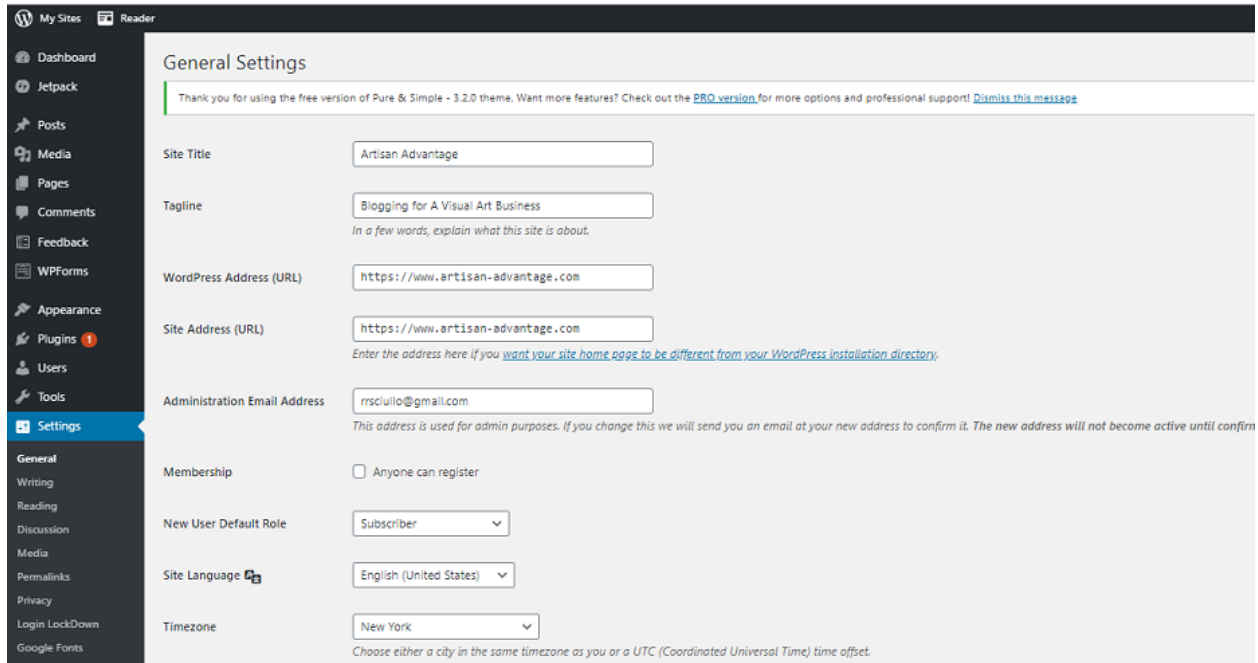 My Sites Reader
Dashboard
Jetpack
Posts
Media
Pages
Comments
Feedback
WPForms
Appearance
Plugins 1
Users
Tools
Settings
General
Writing
Reading
Discussion
Media
Permalinks
Privacy
Login LockDown
Google Fonts
General Settings
Thank you for using the free version of Pure & Simple - 3.2.0 theme. Want more features? Check out the PRO version for more options and professional support! Dismiss this message
Site Title Artisan Advantage
Tagline Blogging for A Visual Art Business
In a few words, explain what this site is about.
WordPress Address (URL) https://www.artisan-advantage.com
Site Address (URL) https://www.artisan-advantage.com
Enter the address here if you want your site home page to be different from your WordPress installation directory.
Administration Email Address rrsciullo@gmail.com
This address is used for admin purposes. If you change this we will send you an email at your new address to confirm it. The new address will not become active until confirm
Membership Anyone can register
New User Default Role Subscriber
Site Language English (United States)
Timezone New York
Choose either a city in the same timezone as you or a UTC (Coordinated Universal Time) time offset.